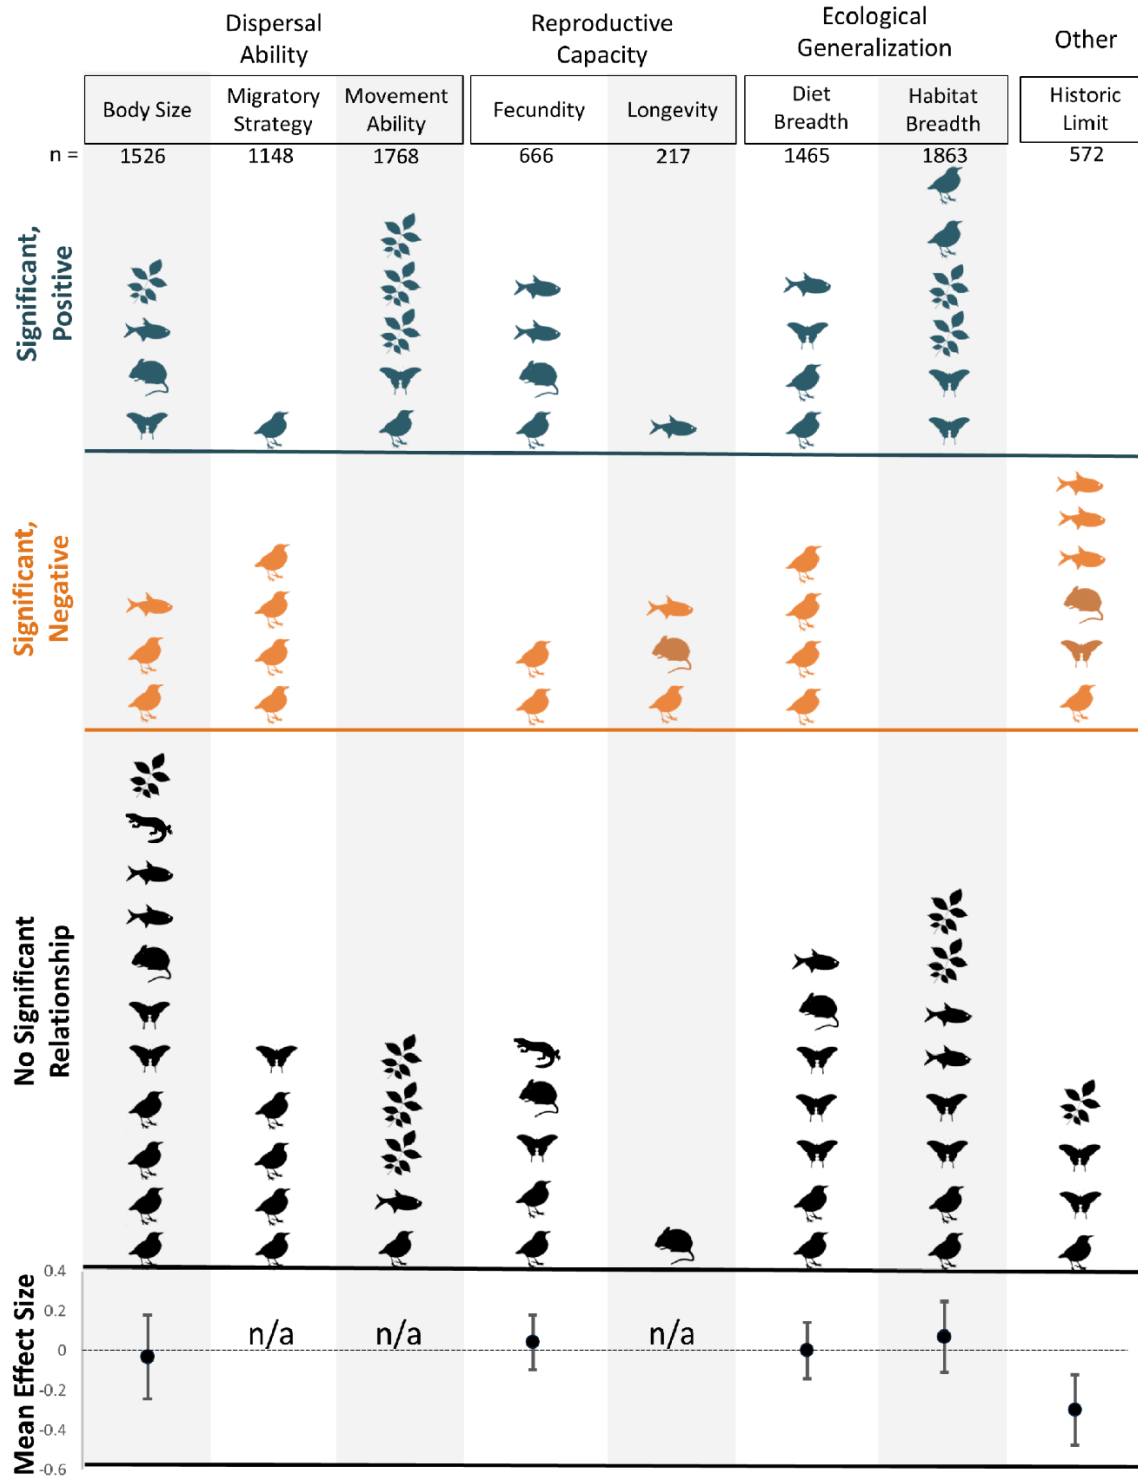 Dispersal
Ability
Reproductive
Capacity
Ecological
Generalization
Other
Body Size
Migratory
Strategy
Movement
Ability
Fecundity
Longevity
Diet
Breadth
Habitat
Breadth
Historic
Limit
n =
1526
1148
1768
666
217
1465
1863
572
Significant,
Positive
Significant,
Negative
No Significant
Relationship
Mean Effect Size
0.4
0.2
0
-0.2
-0.4
-0.6
n/a
n/a
n/a